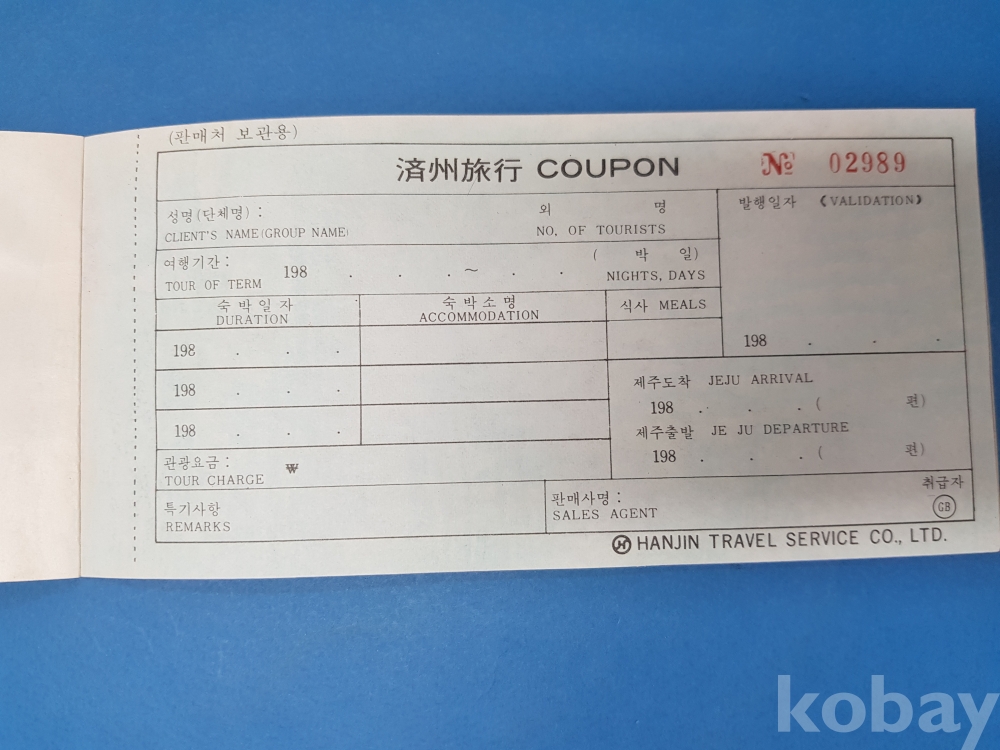 (판매처 보관용)
済州旅行 COUPON № 02989
성명(단체명) : 외 명
CLIENT'S NAME(GROUP NAME) NO. OF TOURISTS
발행일자 《VALIDATION》
198 . . .
여행기간 : 198 . . . ~ . . ( 박 일)
TOUR OF TERM NIGHTS, DAYS
숙박일자 숙박소명 식사 MEALS
DURATION ACCOMMODATION
198 . . .
198 . . .
198 . . .
제주도착 JEJU ARRIVAL
198 . . . ( 편)
제주출발 JE JU DEPARTURE
198 . . . ( 편)
관광요금 : ₩
TOUR CHARGE
특기사항
REMARKS
판매사명 : 취급자
SALES AGENT GB
HANJIN TRAVEL SERVICE CO., LTD.
kobay